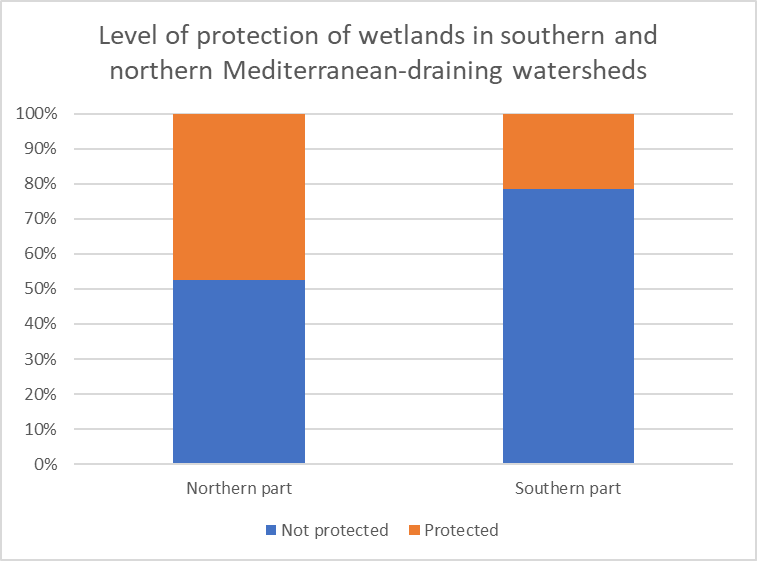 Level of protection of wetlands in southern and
northern Mediterranean-draining watersheds
100%
90%
80%
70%
60%
50%
40%
30%
20%
10%
0%
Northern part
Southern part
Not protected
Protected